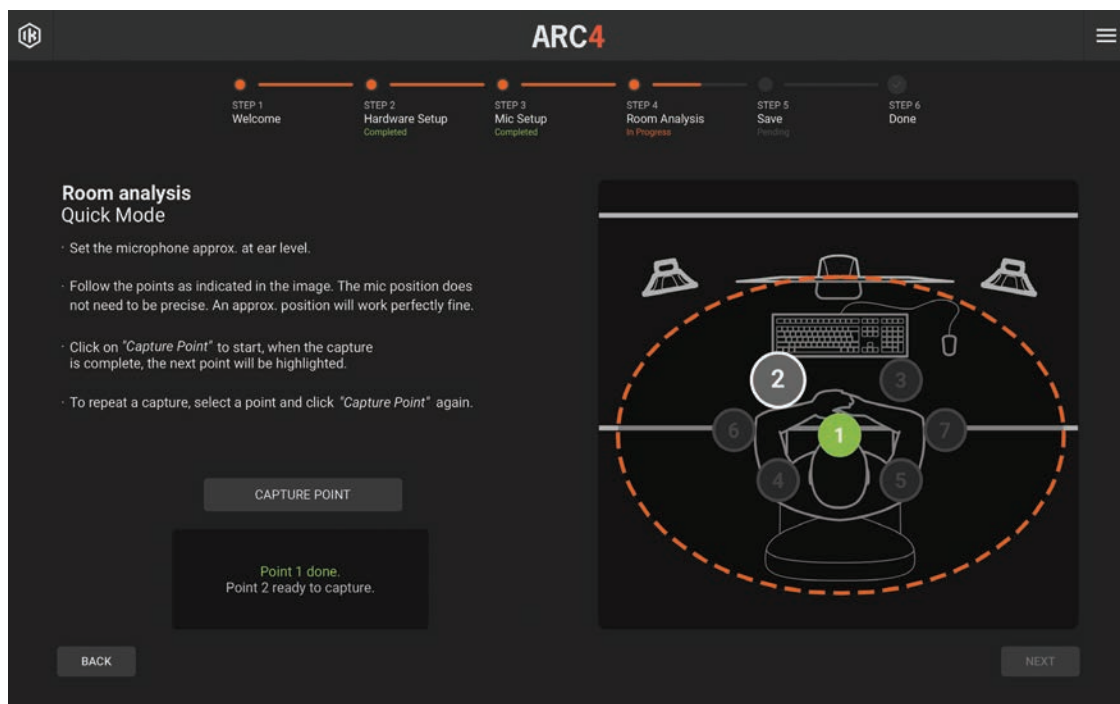 ARC4
STEP 1
Welcome
STEP 2
Hardware Setup
Completed
STEP 3
Mic Setup
Completed
STEP 4
Room Analysis
In Progress
STEP 5
Save
Pending
STEP 6
Done
Room analysis
Quick Mode
· Set the microphone approx. at ear level.
· Follow the points as indicated in the image. The mic position does
not need to be precise. An approx. position will work perfectly fine.
· Click on "Capture Point" to start, when the capture
is complete, the next point will be highlighted.
· To repeat a capture, select a point and click "Capture Point" again.
CAPTURE POINT
Point 1 done.
Point 2 ready to capture.
2
3
6
1
7
4
5
BACK
NEXT